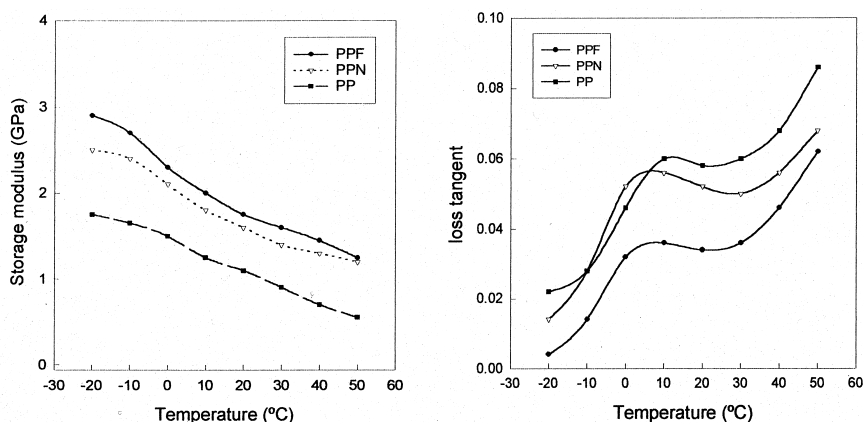 4
3
2
1
0
Storage modulus (GPa)
PPF
PPN
PP
-30 -20 -10 0 10 20 30 40 50 60
Temperature (ºC)
0.10
0.08
0.06
0.04
0.02
0.00
loss tangent
PPF
PPN
PP
-30 -20 -10 0 10 20 30 40 50 60
Temperature (ºC)